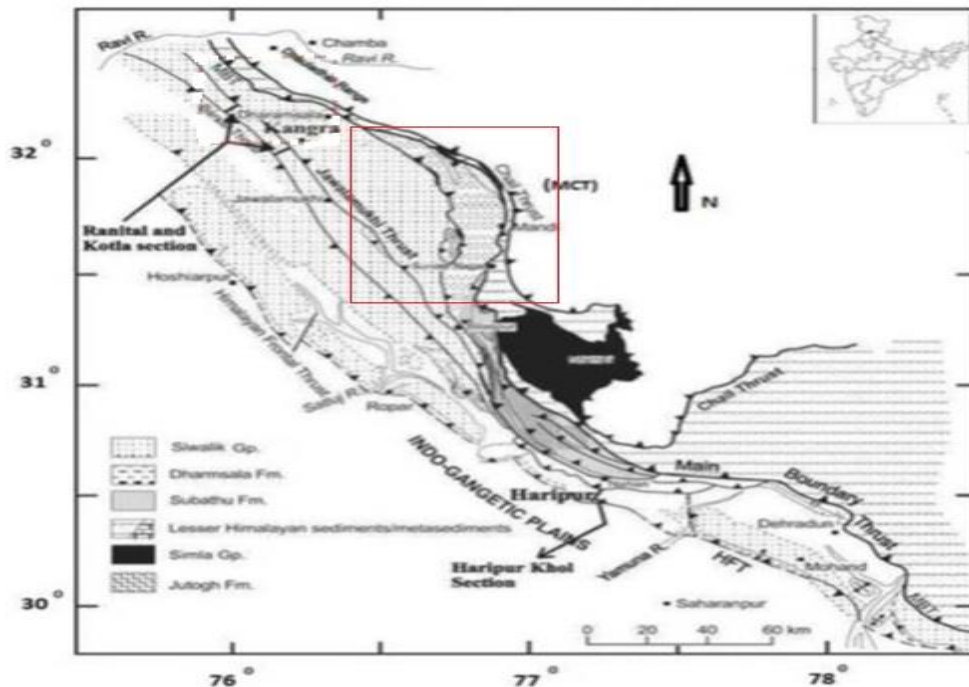 Ravi R.
Chamba
Ravi R.
Dhauladhar Range
MBT
Dharamsala
Kangra
32°
Jawalamukhi Thrust
Jawalamukhi
Chail Thrust
(MCT)
Mandi
N
Ranital and
Kotla section
Hoshiarpur
Himalayan Frontal Thrust
Satluj R.
Ropar
31°
Chail Thrust
Siwalik Gp.
Dharmsala Fm.
Subathu Fm.
Lesser Himalayan sediments/metasediments
Simla Gp.
Jutogh Fm.
INDO-GANGETIC PLAINS
Main
Boundary
Thrust
Haripur
Haripur Khol
Section
Yamuna R.
HFT
Dehradun
Mohand
MBT
30°
Saharanpur
0 20 40 60 km
76° 77° 78°